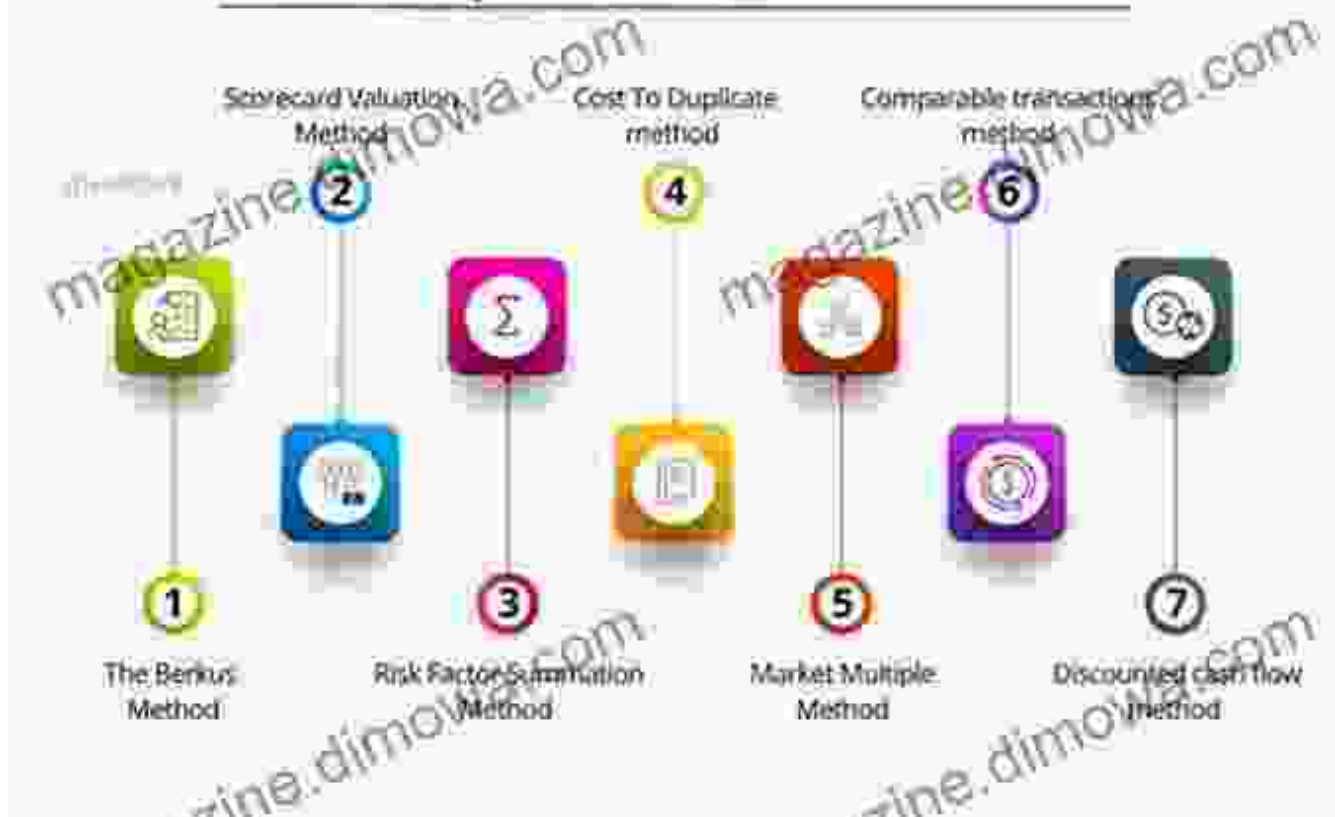 Scorecard Valuation
Method
2
Cost To Duplicate
method
4
Comparable transactions
method
6
1
The Berkus
Method
3
Risk Factor Summation
Method
5
Market Multiple
Method
7
Discounted cash flow
method
Σ
$
$
magazine.dimowa.com
magazine.dimowa.com
zine.dimowa.com
zine.dimowa.com